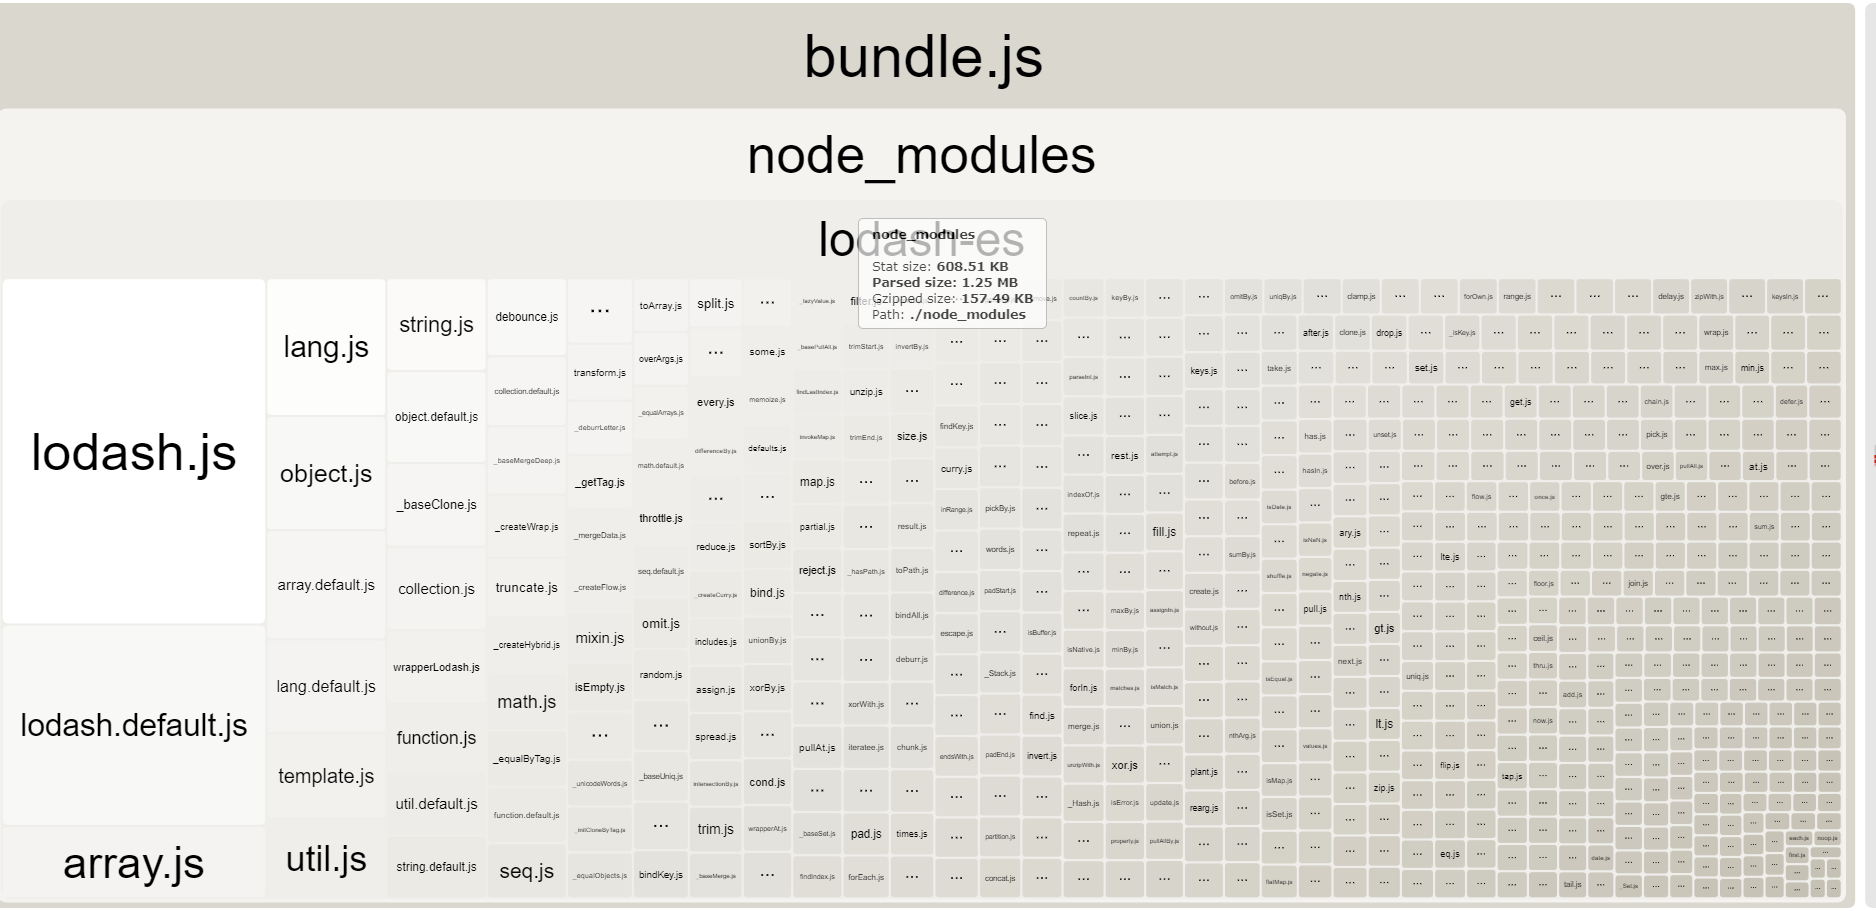 bundle.js
node_modules
lodash-es
node_modules
Stat size: 608.51 KB
Parsed size: 1.25 MB
Gzipped size: 157.49 KB
Path: ./node_modules
lodash.js
lodash.default.js
array.js
lang.js
object.js
array.default.js
lang.default.js
template.js
util.js
string.js
object.default.js
_baseClone.js
collection.js
wrapperLodash.js
function.js
util.default.js
string.default.js
debounce.js
collection.default.js
_baseMergeDeep.js
_createWrap.js
truncate.js
_createHybrid.js
math.js
_equalByTag.js
function.default.js
seq.js
...
transform.js
_deburrLetter.js
_getTag.js
_mergeData.js
_createFlow.js
mixin.js
isEmpty.js
...
_unicodeWords.js
_initCloneByTag.js
_equalObjects.js
toArray.js
overArgs.js
_equalArrays.js
math.default.js
throttle.js
seq.default.js
omit.js
random.js
...
_baseUniq.js
...
bindKey.js
split.js
...
every.js
differenceBy.js
...
reduce.js
_createCurry.js
includes.js
assign.js
spread.js
intersectionBy.js
trim.js
_baseMerge.js
...
some.js
memoize.js
defaults.js
...
sortBy.js
bind.js
unionBy.js
xorBy.js
...
cond.js
wrapperAt.js
...
_lazyValue.js
_basePullAll.js
findLastIndex.js
invokeMap.js
map.js
partial.js
reject.js
...
...
...
pullAt.js
...
_baseSet.js
findIndex.js
trimStart.js
unzip.js
trimEnd.js
...
...
_hasPath.js
...
...
xorWith.js
iteratee.js
...
pad.js
forEach.js
invertBy.js
...
size.js
...
result.js
toPath.js
bindAll.js
deburr.js
...
chunk.js
...
times.js
...
...
...
findKey.js
curry.js
inRange.js
...
difference.js
escape.js
...
...
endsWith.js
...
...
...
...
...
...
...
pickBy.js
words.js
padStart.js
...
_Stack.js
...
padEnd.js
...
partition.js
concat.js
...
...
...
...
...
...
...
isBuffer.js
...
find.js
invert.js
...
...
...
countBy.js
...
parseInt.js
slice.js
...
indexOf.js
repeat.js
...
...
isNative.js
forIn.js
merge.js
unzipWith.js
_Hash.js
...
...
keyBy.js
...
...
...
rest.js
...
...
...
maxBy.js
minBy.js
matches.js
...
xor.js
isError.js
property.js
...
...
...
...
...
attempt.js
...
fill.js
...
assignIn.js
...
isMatch.js
union.js
...
update.js
pullAllBy.js
...
...
...
keys.js
...
create.js
without.js
plant.js
rearg.js
omitBy.js
before.js
sumBy.js
nthArg.js
uniqBy.js
take.js
isDate.js
shuffle.js
isEqual.js
isMap.js
isSet.js
flatMap.js
after.js
has.js
hasIn.js
isNaN.js
negate.js
pull.js
values.js
clamp.js
clone.js
drop.js
unset.js
ary.js
nth.js
gt.js
next.js
lt.js
zip.js
forOwn.js
range.js
_isKey.js
set.js
get.js
flow.js
once.js
lte.js
uniq.js
flip.js
eq.js
delay.js
zipWith.js
keysIn.js
wrap.js
max.js
min.js
chain.js
defer.js
pick.js
over.js
pullAll.js
at.js
gte.js
sum.js
floor.js
join.js
ceil.js
thru.js
add.js
now.js
tap.js
date.js
tail.js
_Set.js
each.js
noop.js
first.js